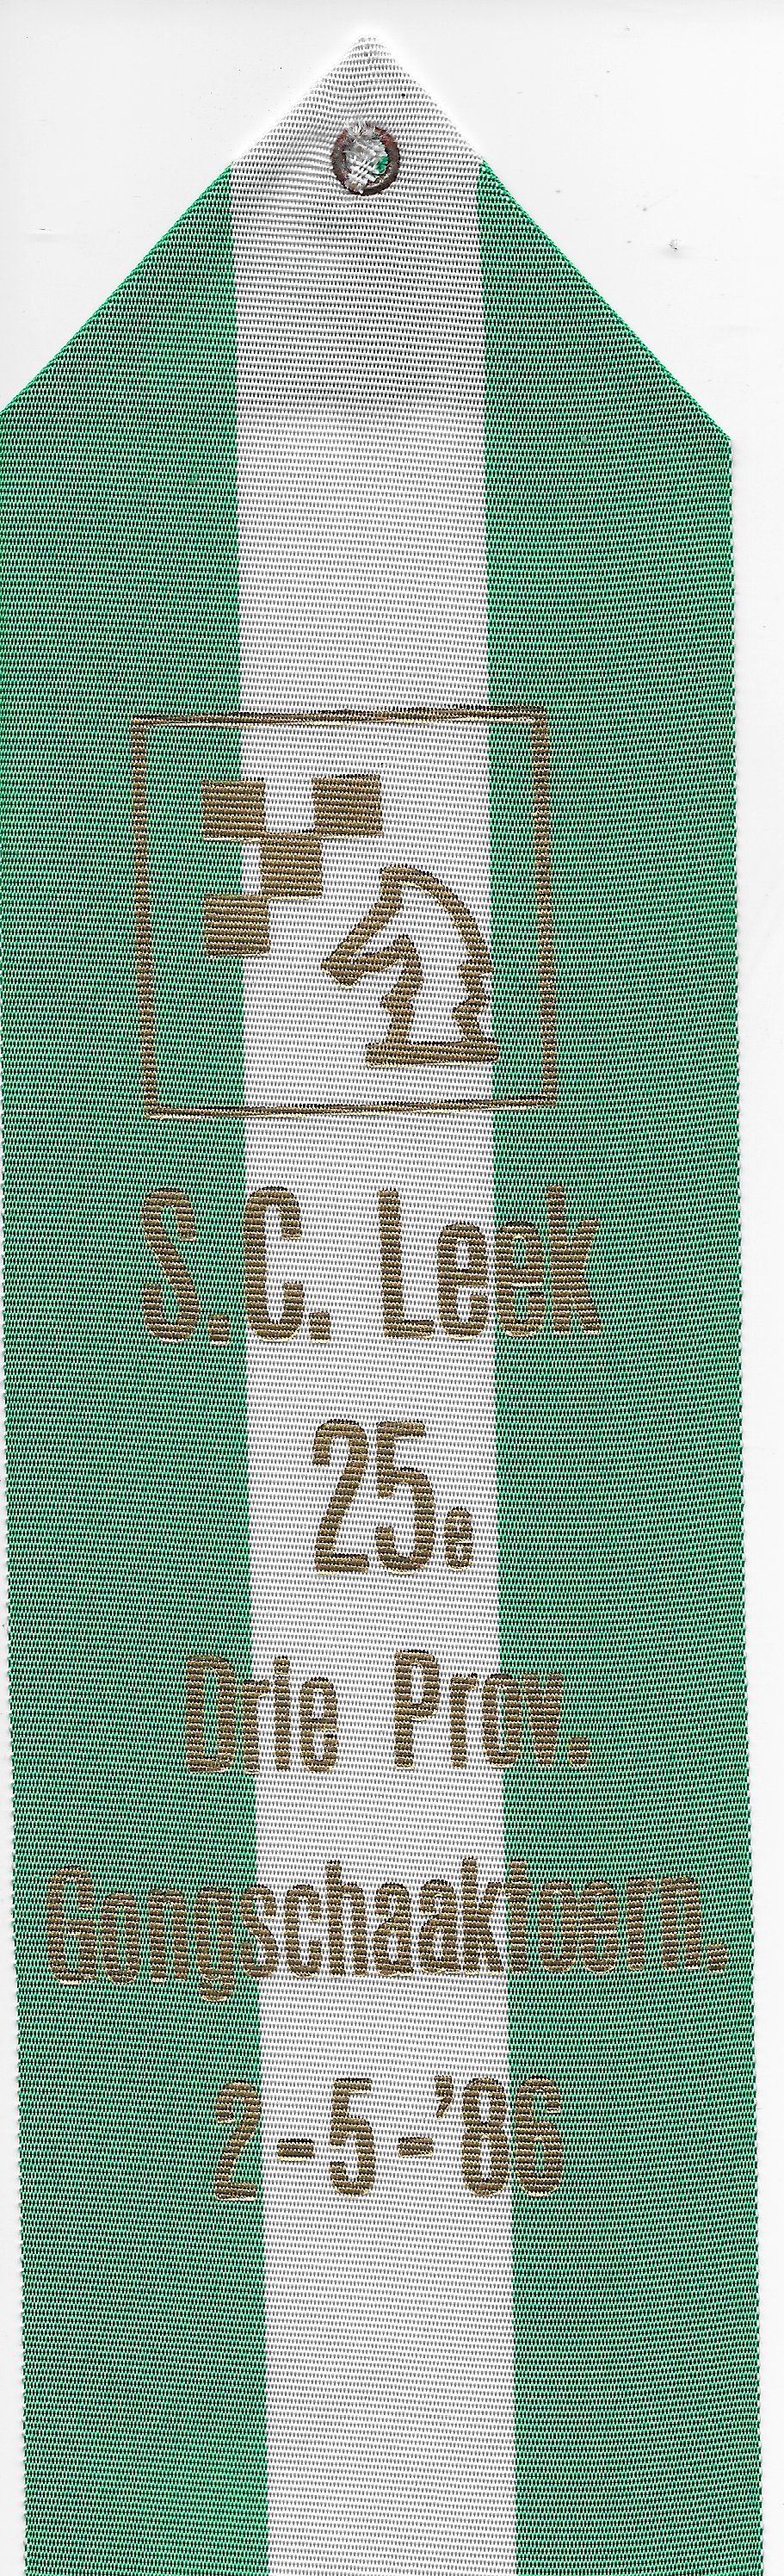 S.C. Leek
25e
Drie Prov.
Gongschaaktoern.
2-5-'86